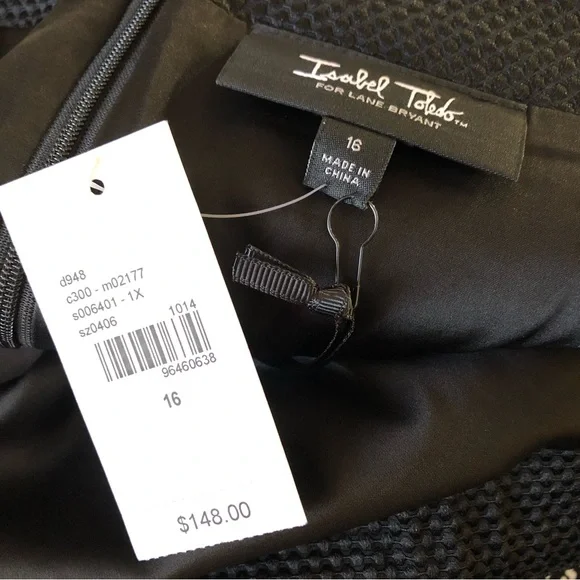 Isabel Toledo™
FOR LANE BRYANT
16
MADE IN
CHINA
d948
c300 - m02177
s006401 - 1X
sz0406
1014
96460638
16
$148.00